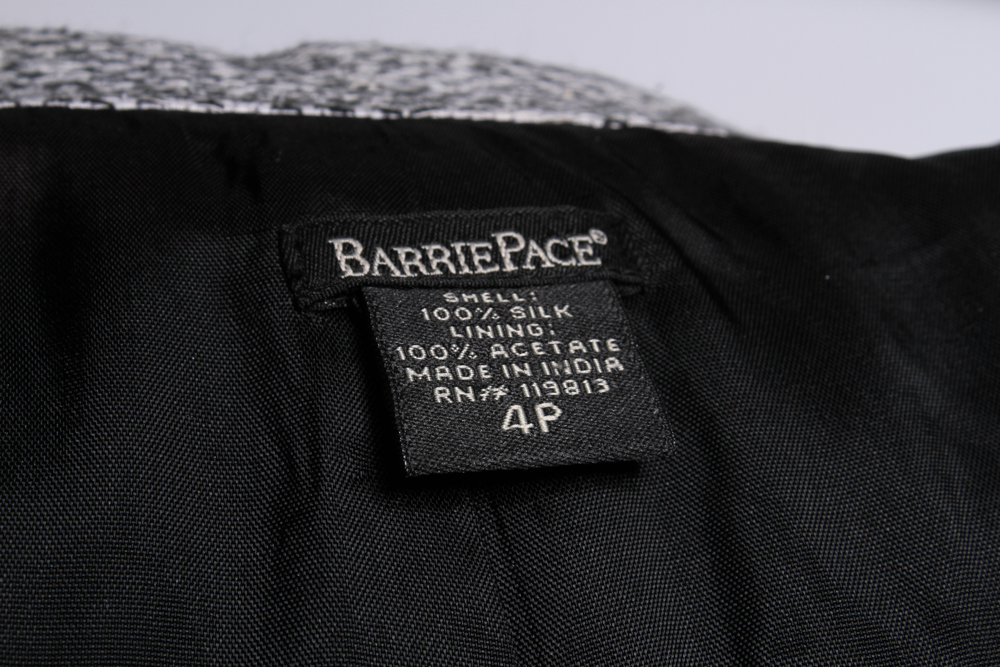 BARRIEPACE®
SHELL:
100% SILK
LINING:
100% ACETATE
MADE IN INDIA
RN# 119813
4P